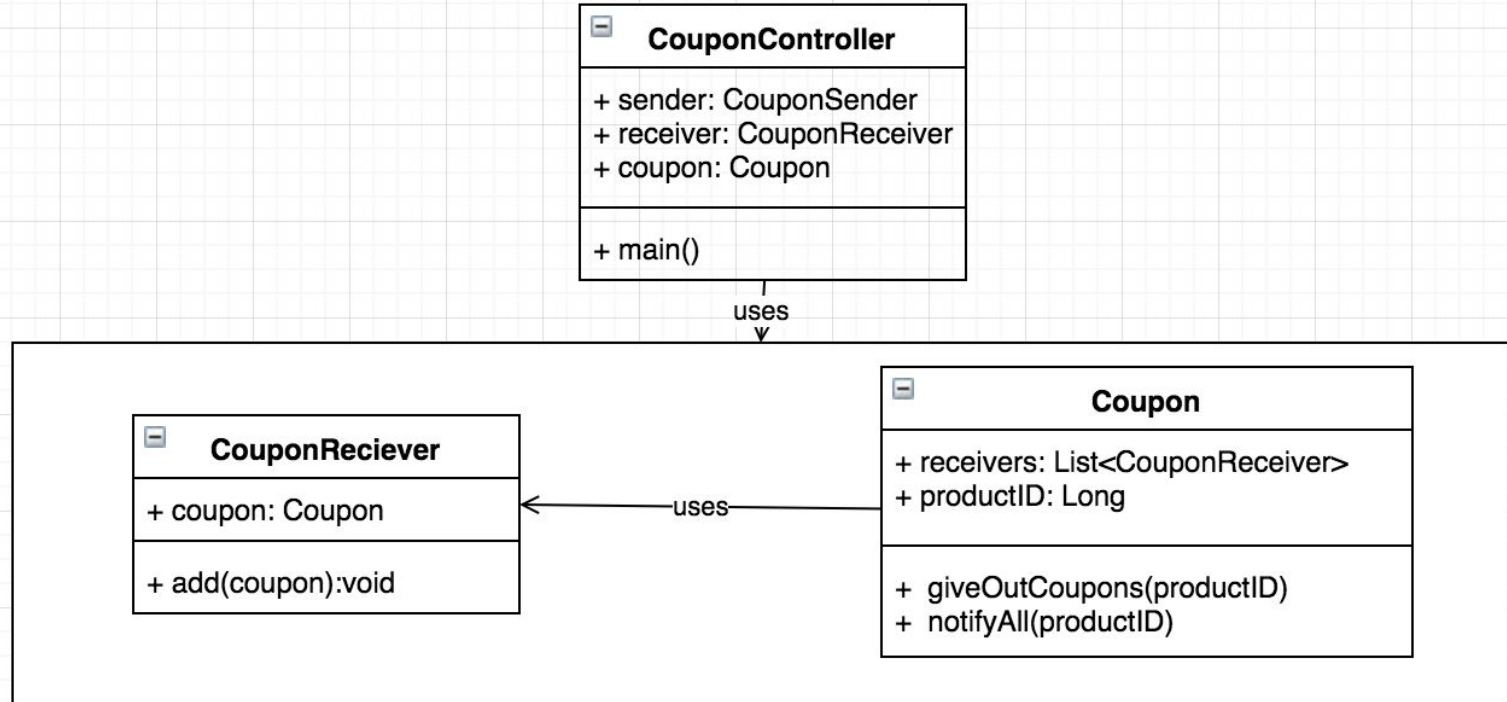 CouponController
+ sender: CouponSender
+ receiver: CouponReceiver
+ coupon: Coupon
+ main()
uses
CouponReciever
+ coupon: Coupon
+ add(coupon):void
uses
Coupon
+ receivers: List<CouponReceiver>
+ productID: Long
+ giveOutCoupons(productID)
+ notifyAll(productID)